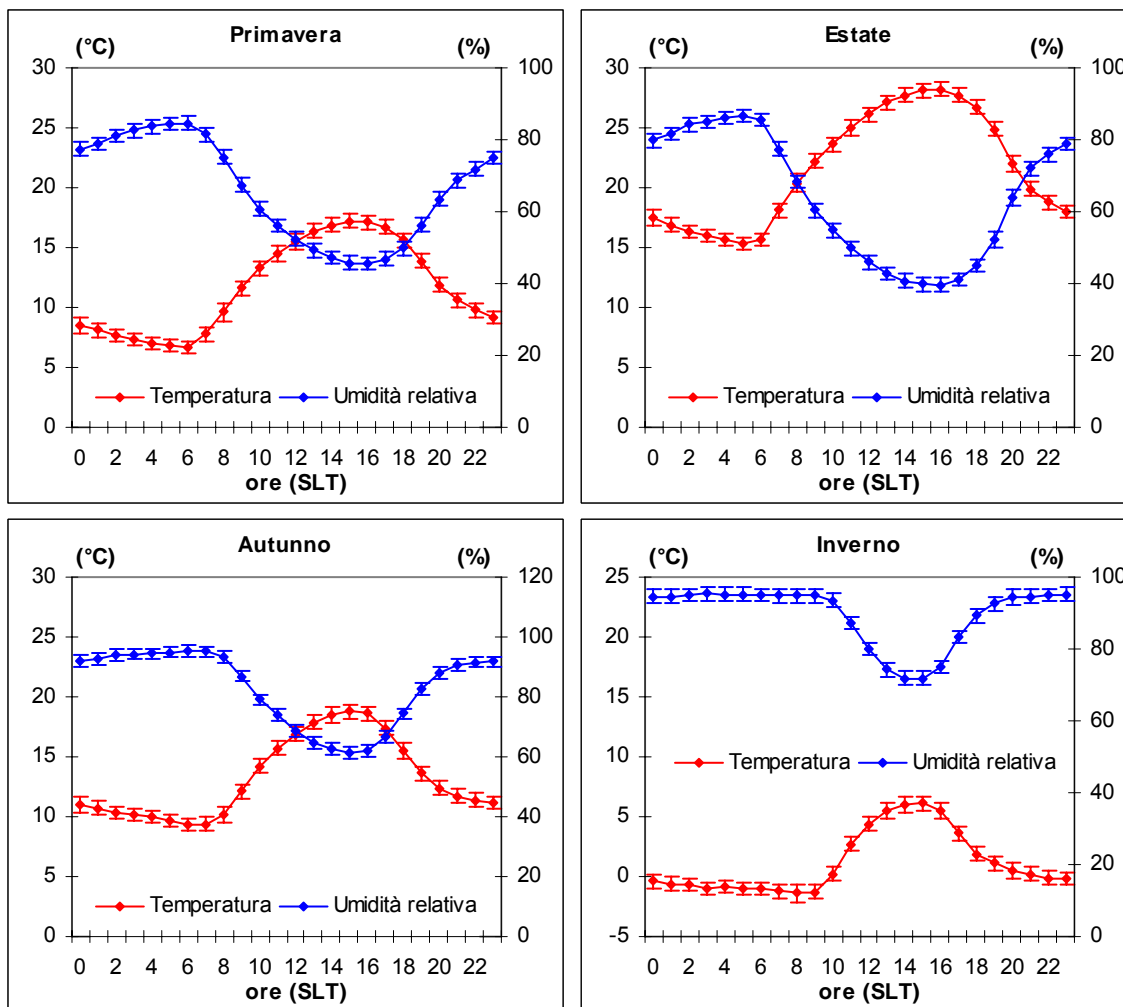 Primavera
(°C) (%)
30 100
25 80
20
60
15
40
10
20
5
Temperatura Umidità relativa
0 0
0 2 4 6 8 10 12 14 16 18 20 22
ore (SLT)
Estate
(°C) (%)
30 100
25 80
20
60
15
40
10
20
5
Temperatura Umidità relativa
0 0
0 2 4 6 8 10 12 14 16 18 20 22
ore (SLT)
Autunno
(°C) (%)
30 120
25 100
20 80
15 60
10 40
5 20
Temperatura Umidità relativa
0 0
0 2 4 6 8 10 12 14 16 18 20 22
ore (SLT)
Inverno
(°C) (%)
25 100
20 80
15
60
10
Temperatura Umidità relativa
40
5
20
0
-5 0
0 2 4 6 8 10 12 14 16 18 20 22
ore (SLT)